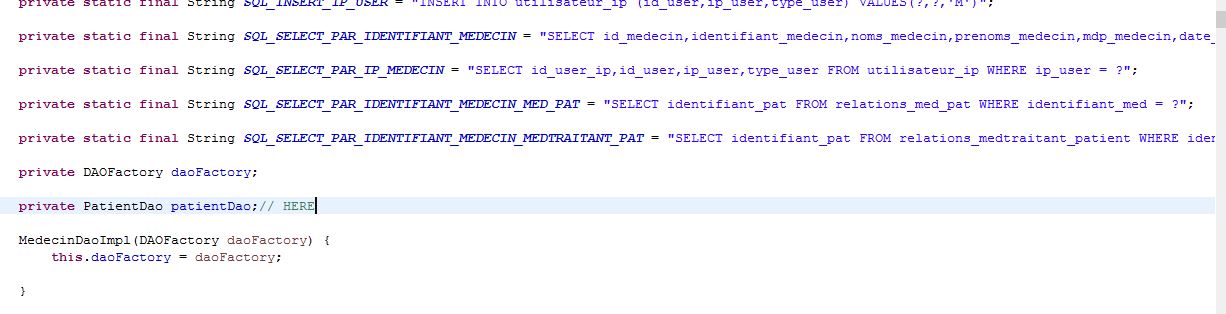 private static final String SQL_INSERT_IP_USER = "INSERT INTO utilisateur_ip (id_user,ip_user,type_user) VALUES(?,?,'M')";
private static final String SQL_SELECT_PAR_IDENTIFIANT_MEDECIN = "SELECT id_medecin,identifiant_medecin,noms_medecin,prenoms_medecin,mdp_medecin,date_
private static final String SQL_SELECT_PAR_IP_MEDECIN = "SELECT id_user_ip,id_user,ip_user,type_user FROM utilisateur_ip WHERE ip_user = ?";
private static final String SQL_SELECT_PAR_IDENTIFIANT_MEDECIN_MED_PAT = "SELECT identifiant_pat FROM relations_med_pat WHERE identifiant_med = ?";
private static final String SQL_SELECT_PAR_IDENTIFIANT_MEDECIN_MEDTRAITANT_PAT = "SELECT identifiant_pat FROM relations_medtraitant_patient WHERE iden
private DAOFactory daoFactory;
private PatientDao patientDao;// HERE
MedecinDaoImpl(DAOFactory daoFactory) {
this.daoFactory = daoFactory;
}